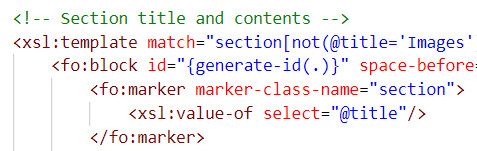 <!-- Section title and contents -->
<xsl:template match="section[not(@title='Images'
<fo:block id="{generate-id(.)}" space-before=
<fo:marker marker-class-name="section">
<xsl:value-of select="@title"/>
</fo:marker>